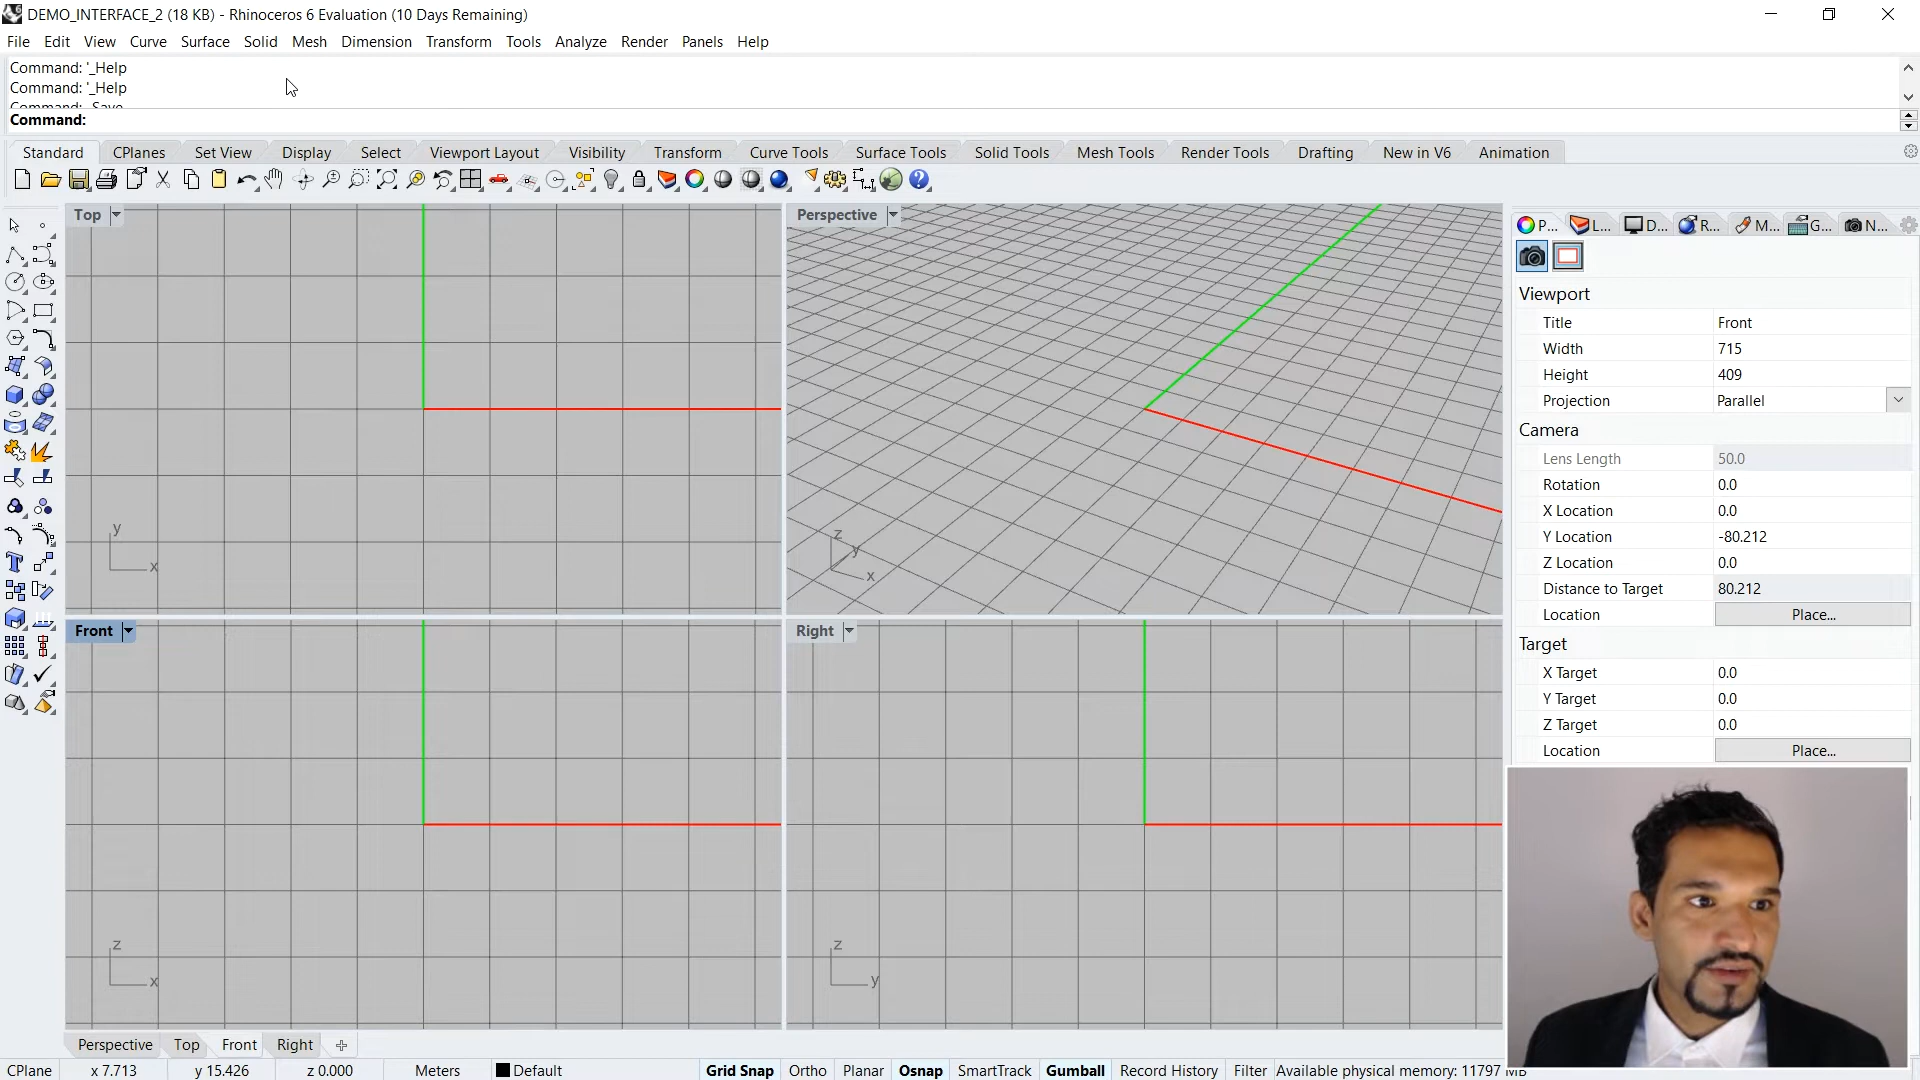 DEMO_INTERFACE_2 (18 KB) - Rhinoceros 6 Evaluation (10 Days Remaining)
File Edit View Curve Surface Solid Mesh Dimension Transform Tools Analyze Render Panels Help
Command: '_Help
Command: '_Help
Command: _Save
Command:
Standard CPlanes Set View Display Select Viewport Layout Visibility Transform Curve Tools Surface Tools Solid Tools Mesh Tools Render Tools Drafting New in V6 Animation
Top
y
x
Perspective
z
y
x
Front
z
x
Right
z
y
P... L... D... R... M... G... N...
Viewport
Title Front
Width 715
Height 409
Projection Parallel
Camera
Lens Length 50.0
Rotation 0.0
X Location 0.0
Y Location -80.212
Z Location 0.0
Distance to Target 80.212
Location Place...
Target
X Target 0.0
Y Target 0.0
Z Target 0.0
Location Place...
Perspective Top Front Right
CPlane x 7.713 y 15.426 z 0.000 Meters Default Grid Snap Ortho Planar Osnap SmartTrack Gumball Record History Filter Available physical memory: 11797 MB